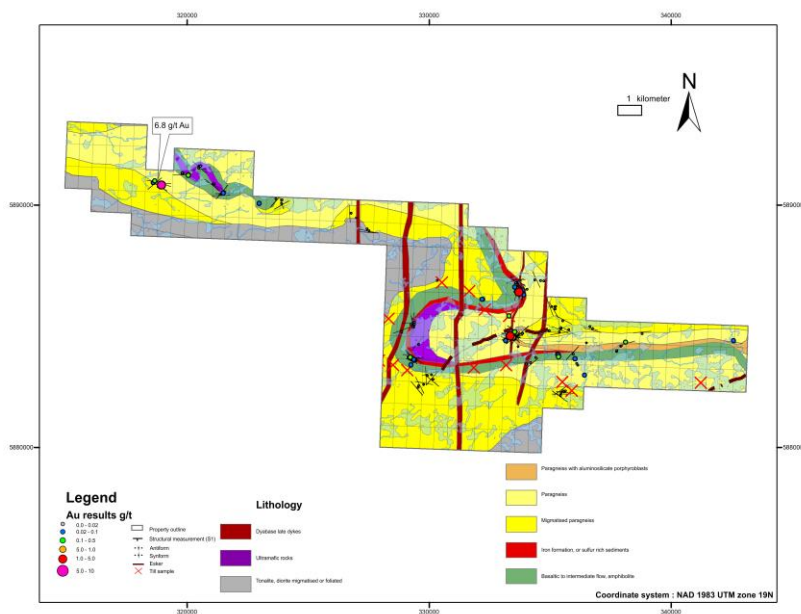 320000
330000
340000
N
1 kilometer
6.8 g/t Au
5890000
5890000
5880000
5880000
320000
330000
340000
Legend
Au results g/t
0.0 - 0.02
0.02 - 0.1
0.1 - 0.5
5.0 - 1.0
1.0 - 5.0
5.0 - 10
Property outline
Structural measurement (S1)
Antiform
Synform
Esker
Till sample
Lithology
Diabase late dykes
Ultramafic rocks
Tonalite, diorite migmatised or foliated
Paragneiss with aluminosilicate porphyroblasts
Paragneiss
Migmatised paragneiss
Iron formation, or sulfur rich sediments
Basaltic to intermediate flow, amphibolite
Coordinate system : NAD 1983 UTM zone 19N